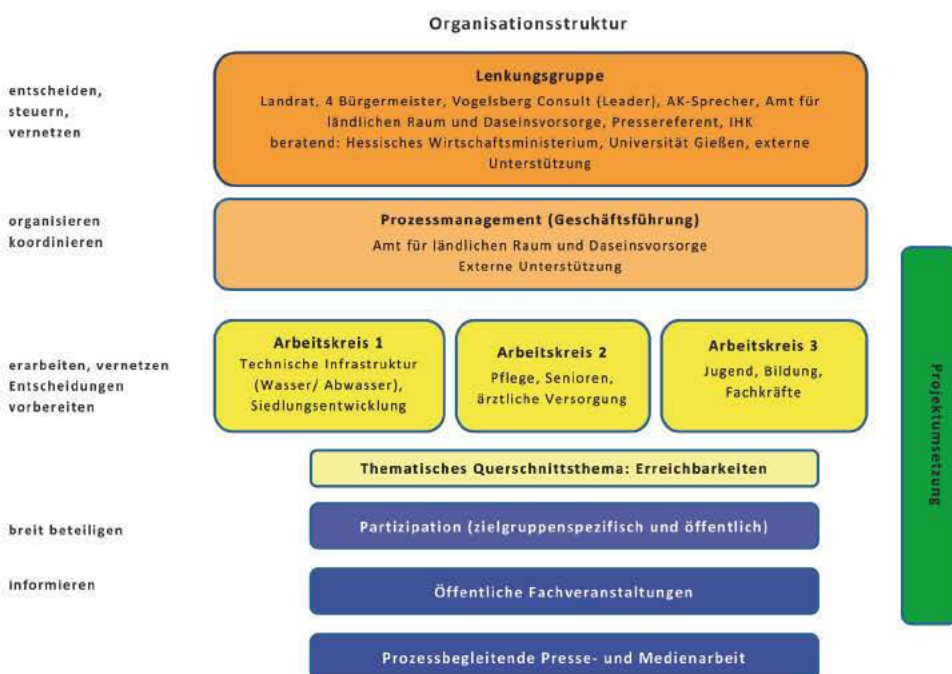 Organisationsstruktur
entscheiden,
steuern,
vernetzen
Lenkungsgruppe
Landrat, 4 Bürgermeister, Vogelsberg Consult (Leader), AK-Sprecher, Amt für
ländlichen Raum und Daseinsvorsorge, Pressereferent, IHK
beratend: Hessisches Wirtschaftsministerium, Universität Gießen, externe
Unterstützung
organisieren
koordinieren
Prozessmanagement (Geschäftsführung)
Amt für ländlichen Raum und Daseinsvorsorge
Externe Unterstützung
erarbeiten, vernetzen
Entscheidungen
vorbereiten
Arbeitskreis 1
Technische Infrastruktur
(Wasser/ Abwasser),
Siedlungsentwicklung
Arbeitskreis 2
Pflege, Senioren,
ärztliche Versorgung
Arbeitskreis 3
Jugend, Bildung,
Fachkräfte
Projektumsetzung
Thematisches Querschnittsthema: Erreichbarkeiten
breit beteiligen
Partizipation (zielgruppenspezifisch und öffentlich)
informieren
Öffentliche Fachveranstaltungen
Prozessbegleitende Presse- und Medienarbeit